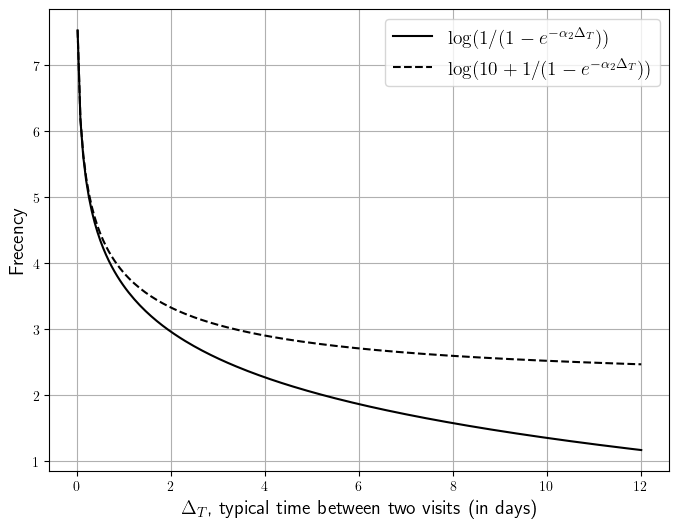 log(1/(1 − e^{−α₂Δ_T}))
log(10 + 1/(1 − e^{−α₂Δ_T}))
7
6
5
4
3
2
1
Frecency
0 2 4 6 8 10 12
Δ_T, typical time between two visits (in days)